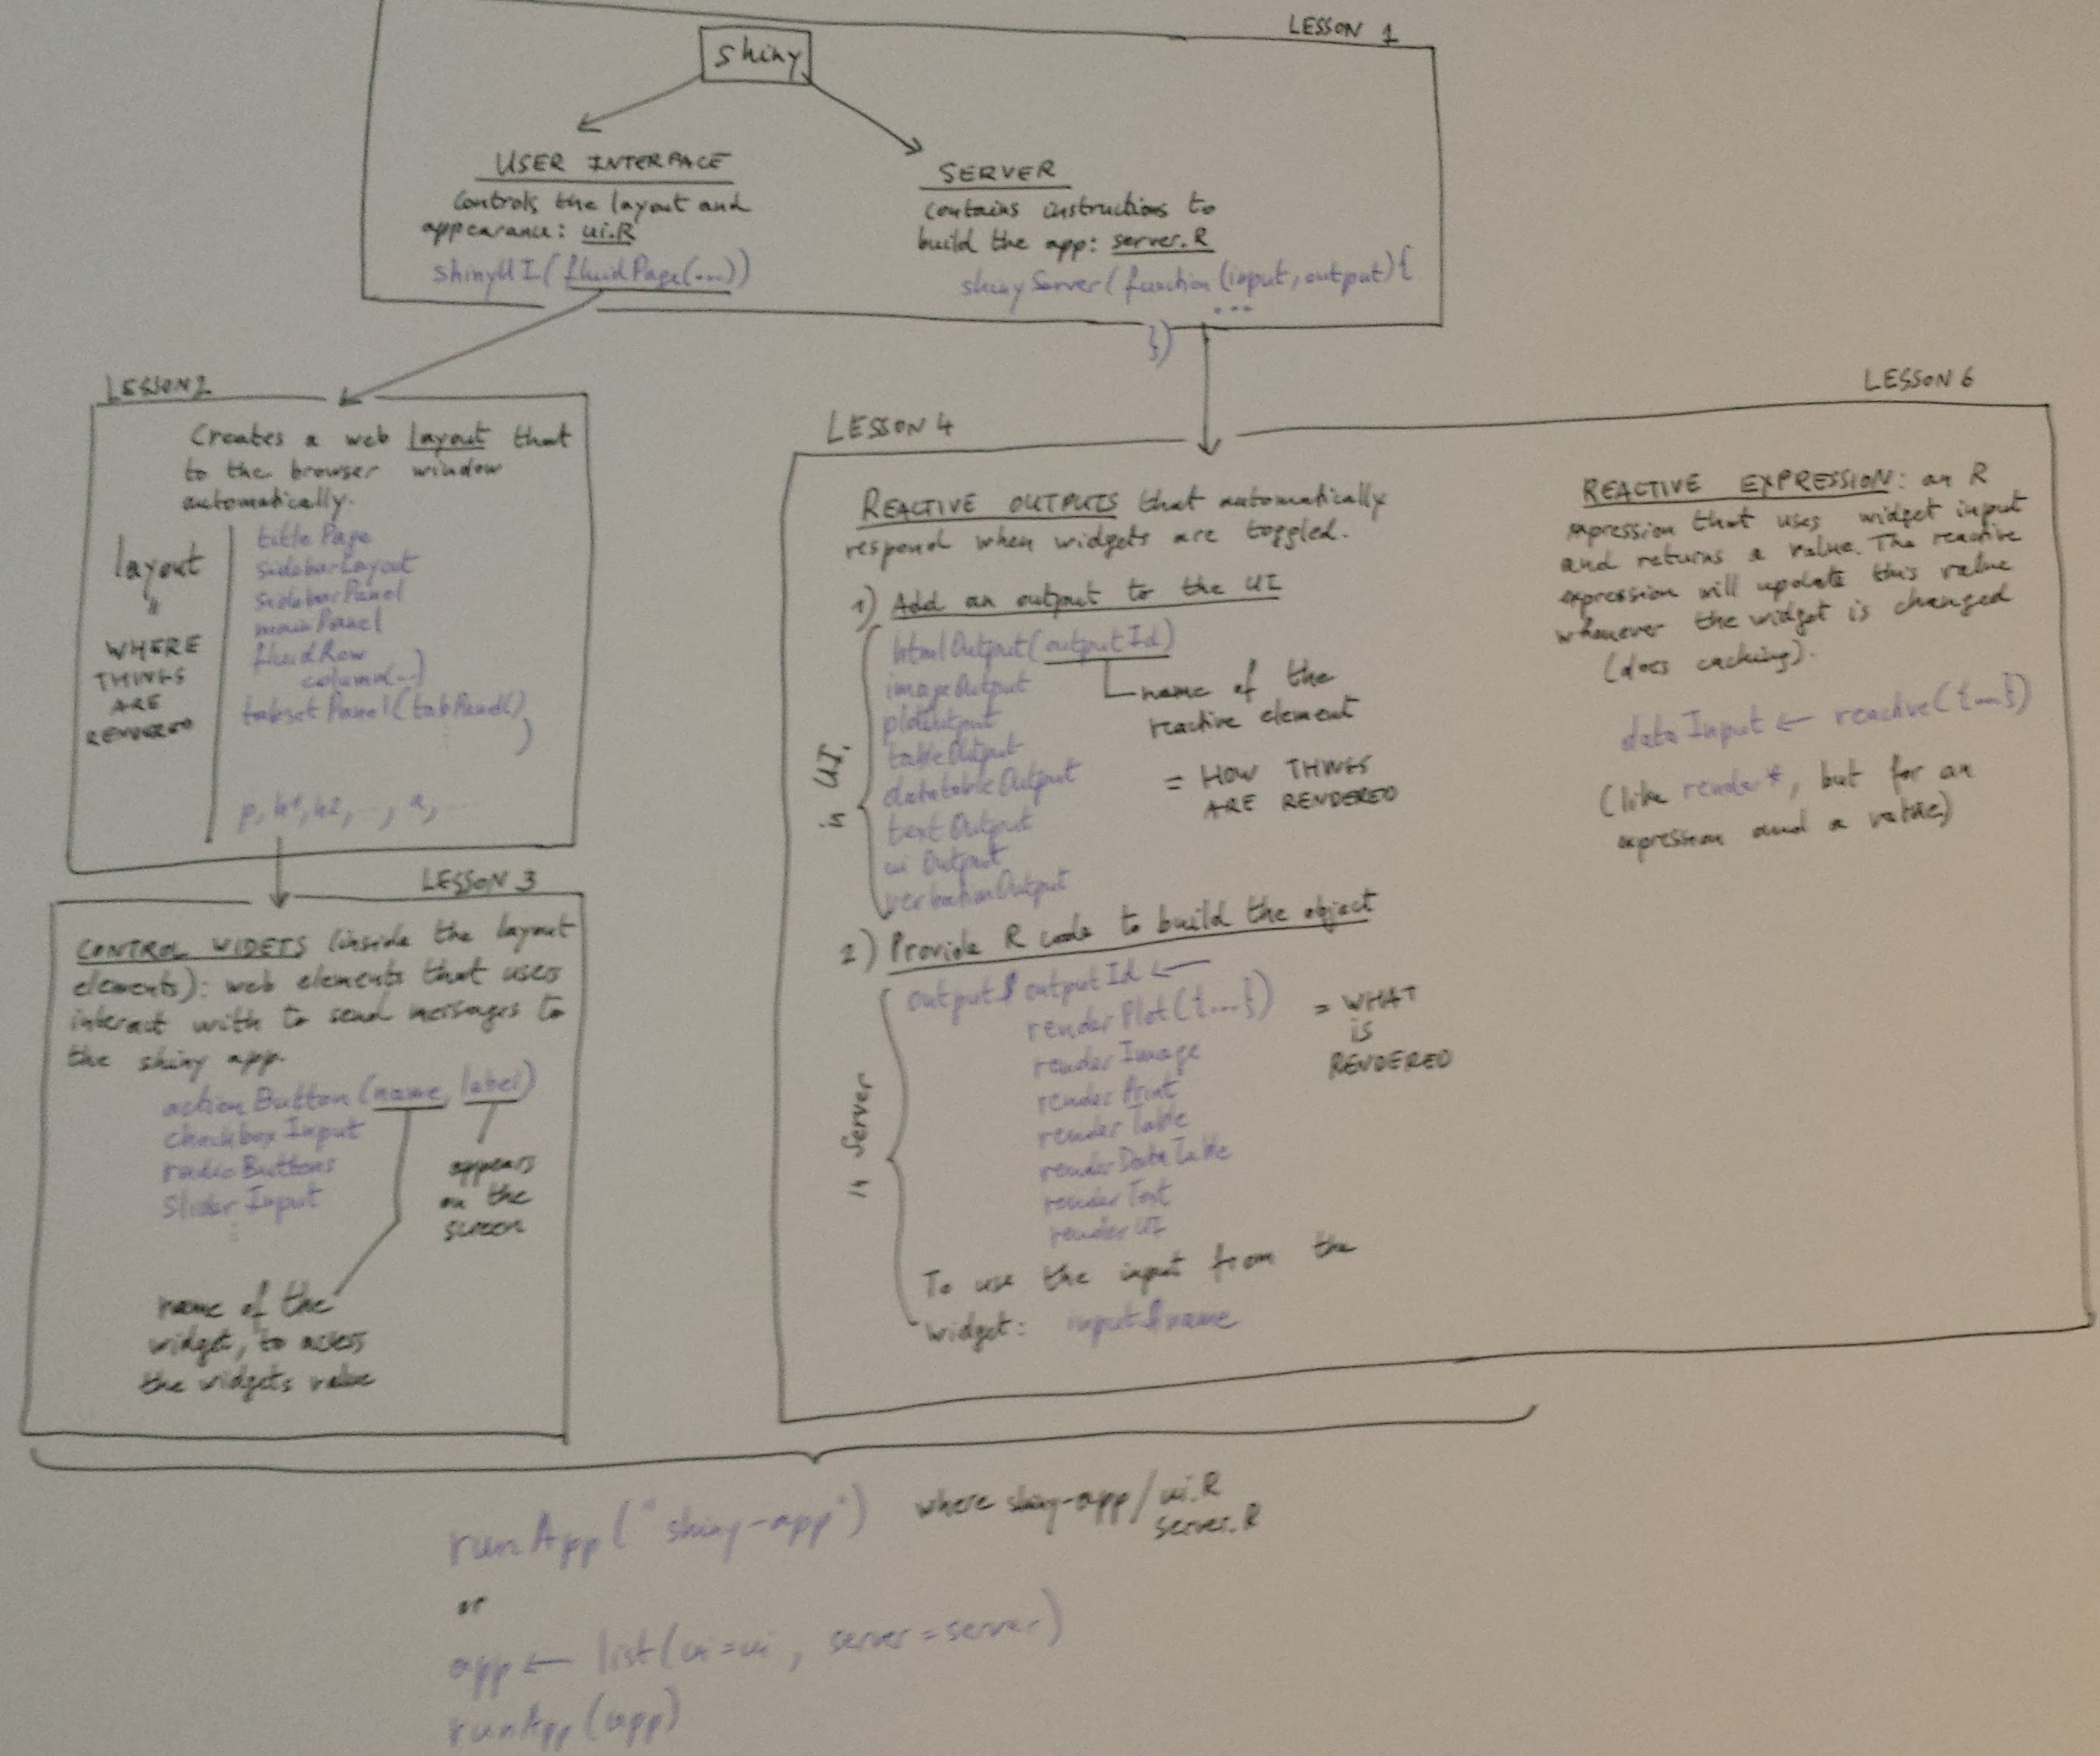 LESSON 1
shiny
USER INTERFACE
Controls the layout and
appearance: ui.R
shinyUI(fluidPage(...))
SERVER
contains instructions to
build the app: server.R
shinyServer(function(input, output){
...
})
LESSON 2
Creates a web layout that
to the browser window
automatically.
layout
"
WHERE
THINGS
ARE
RENDERED
titlePage
sidebarLayout
sidebarPanel
mainPanel
fluidRow
column(...)
tabsetPanel(tabPanel()
)
p, h1, h2, ..., a, ...
LESSON 3
CONTROL WIDETS (inside the layout
elements): web elements that users
interact with to send messages to
the shiny app.
actionButton(name, label)
checkboxInput
radioButtons
SliderInput
appears
on the
screen
name of the
widget, to acess
the widgets value
LESSON 4
REACTIVE OUTPUTS that automatically
respond when widgets are toggled.
1) Add an output to the UI
in UI
htmlOutput(outputId)
imageOutput
plotOutput
tableOutput
datatableOutput
textOutput
uiOutput
verbatimOutput
name of the
reactive element
= HOW THINGS
ARE RENDERED
2) Provide R code to build the object
in Server
output$outputId ←
renderPlot({...})
renderImage
renderPrint
renderTable
renderDataTable
renderText
renderUI
= WHAT
is
RENDERED
To use the input from the
widget: input$name
LESSON 6
REACTIVE EXPRESSION: an R
expression that uses widget input
and returns a value. The reactive
expression will update this value
whenever the widget is changed
(does caching).
dataInput ← reactive({...})
(like render*, but for an
expression and a value)
runApp("shiny-app") where shiny-app/ui.R
server.R
or
app ← list(ui=ui, server=server)
runApp(app)